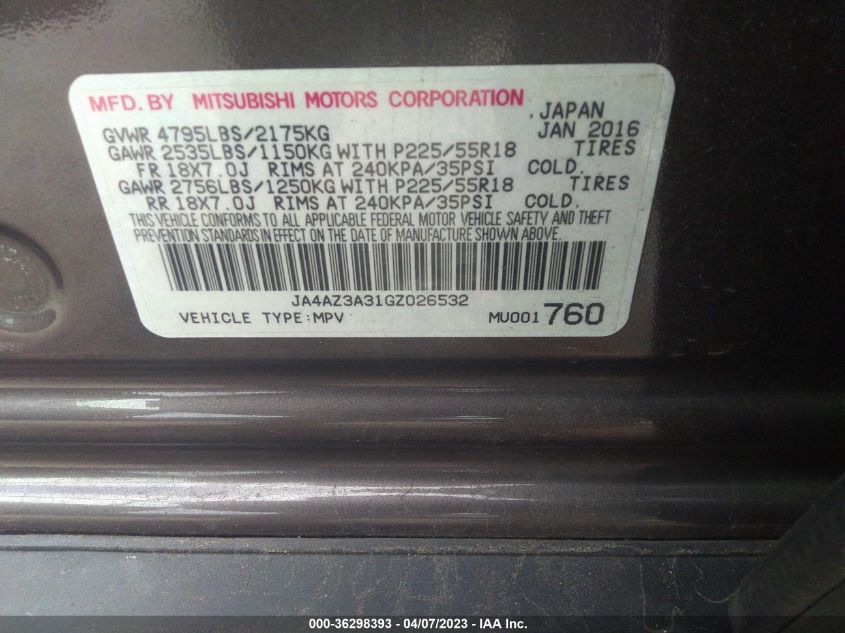 MFD. BY MITSUBISHI MOTORS CORPORATION
. JAPAN
GVWR 4795LBS/2175KG JAN 2016
GAWR 2535LBS/1150KG WITH P225/55R18 TIRES
FR 18X7.0J RIMS AT 240KPA/35PSI COLD.
GAWR 2756LBS/1250KG WITH P225/55R18 TIRES
RR 18X7.0J RIMS AT 240KPA/35PSI COLD.
THIS VEHICLE CONFORMS TO ALL APPLICABLE FEDERAL MOTOR VEHICLE SAFETY AND THEFT
PREVENTION STANDARDS IN EFFECT ON THE DATE OF MANUFACTURE SHOWN ABOVE.
JA4AZ3A31GZ026532
VEHICLE TYPE:MPV MU001760
000-36298393 - 04/07/2023 - IAA Inc.